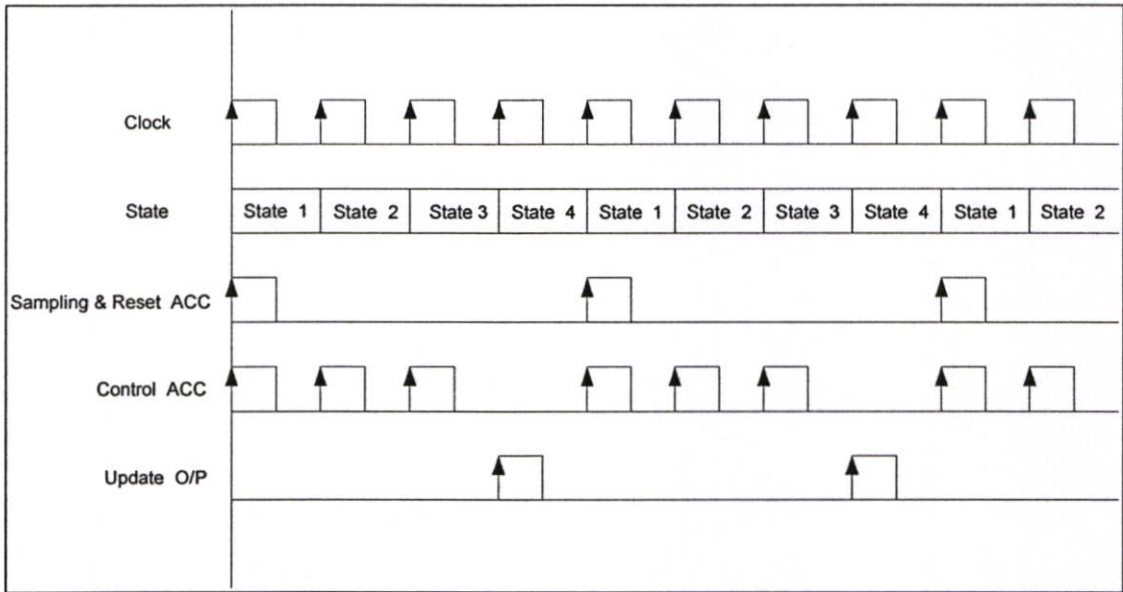 Clock
State
State 1 State 2 State 3 State 4 State 1 State 2 State 3 State 4 State 1 State 2
Sampling & Reset ACC
Control ACC
Update O/P